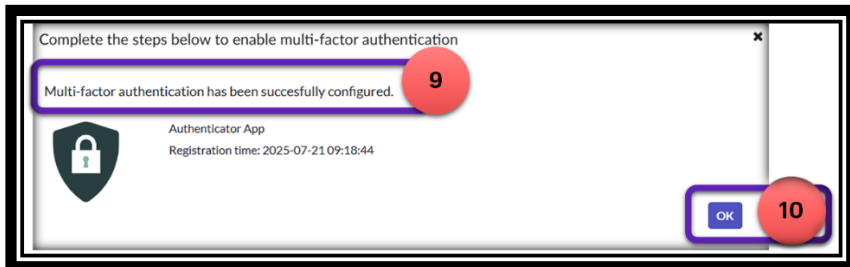 Complete the steps below to enable multi-factor authentication
Multi-factor authentication has been succesfully configured.
9
Authenticator App
Registration time: 2025-07-21 09:18:44
OK
10